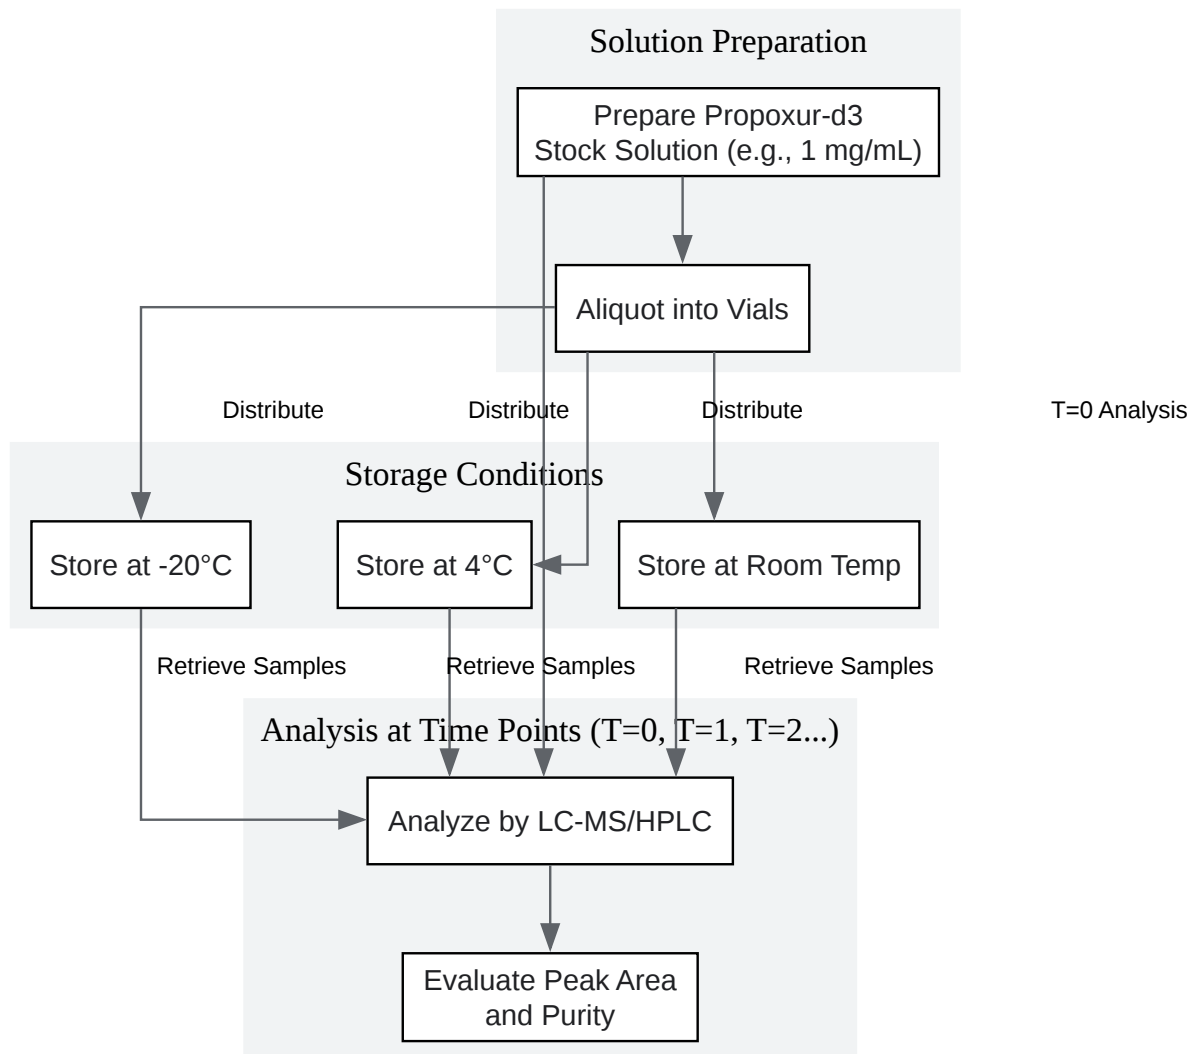 Solution Preparation
Prepare Propoxur-d3
Stock Solution (e.g., 1 mg/mL)
Aliquot into Vials
Distribute
Distribute
Distribute
T=0 Analysis
Storage Conditions
Store at -20°C
Store at 4°C
Store at Room Temp
Retrieve Samples
Retrieve Samples
Retrieve Samples
Analysis at Time Points (T=0, T=1, T=2...)
Analyze by LC-MS/HPLC
Evaluate Peak Area
and Purity